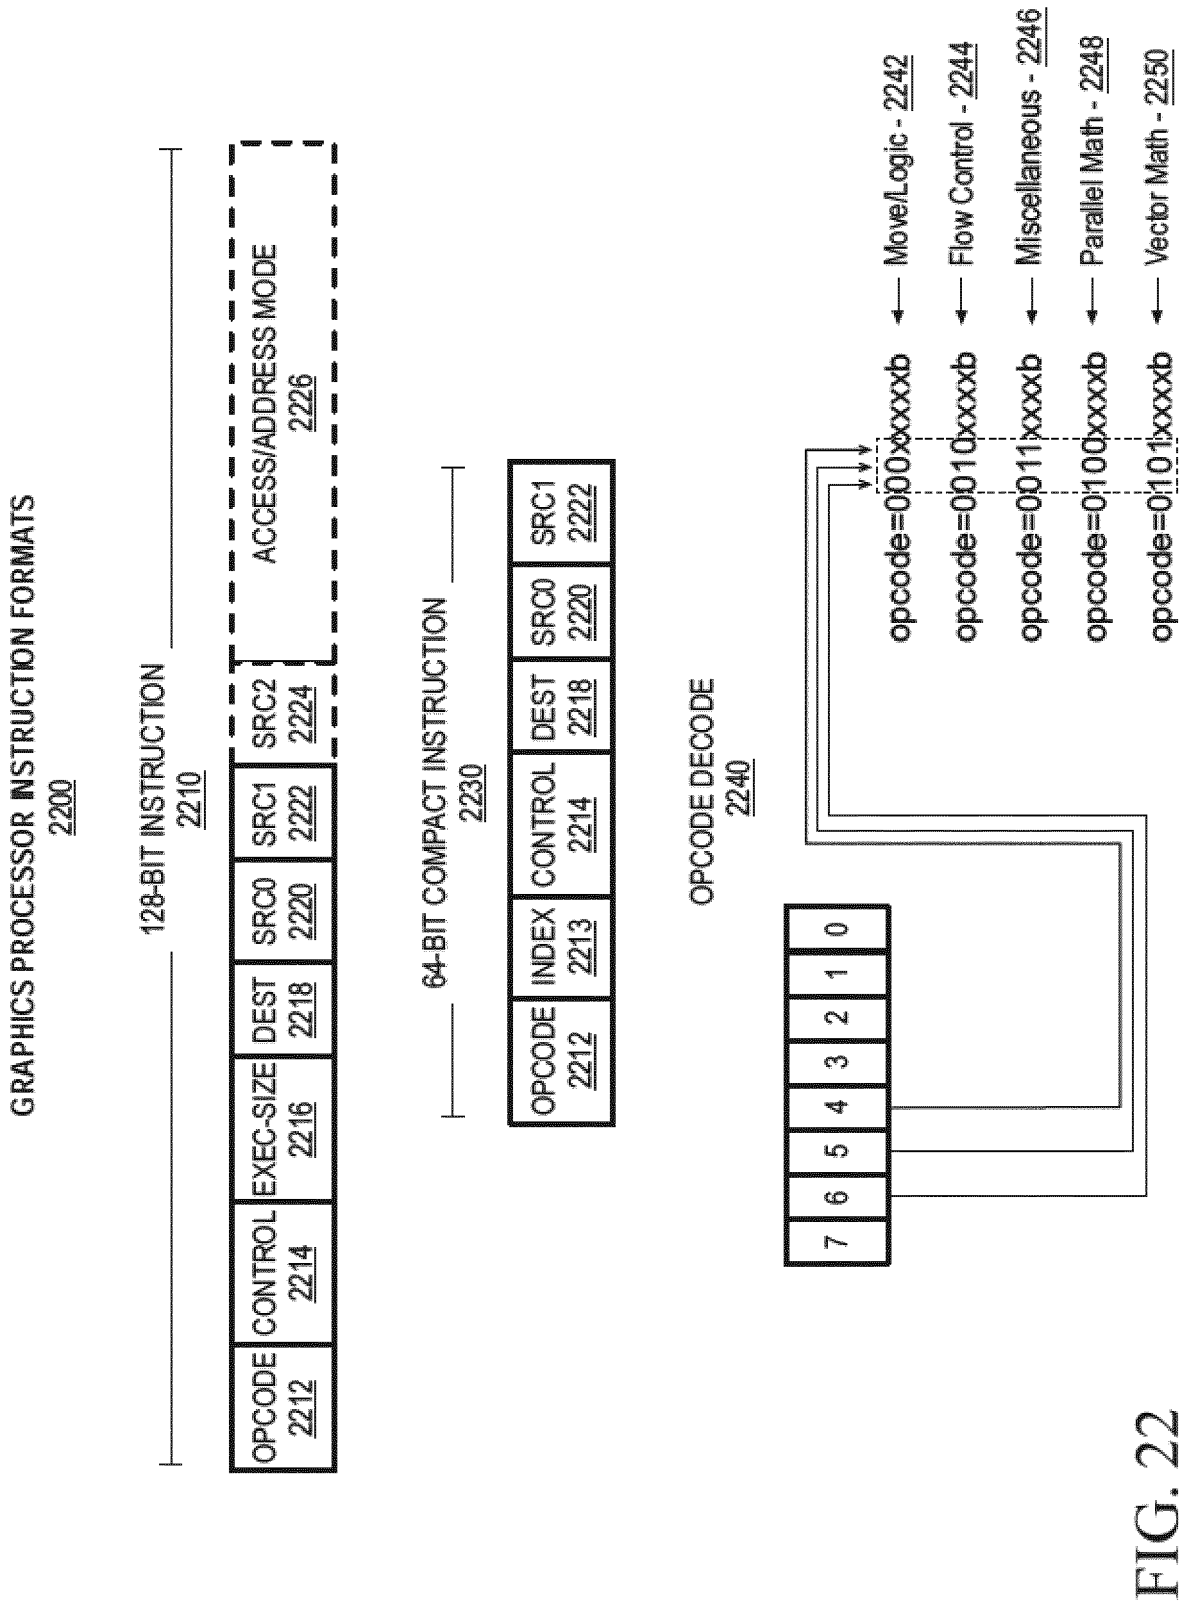 GRAPHICS PROCESSOR INSTRUCTION FORMATS
2200
128-BIT INSTRUCTION
2210
OPCODE
2212
CONTROL
2214
EXEC-SIZE
2216
DEST
2218
SRC0
2220
SRC1
2222
SRC2
2224
ACCESS/ADDRESS MODE
2226
64-BIT COMPACT INSTRUCTION
2230
OPCODE
2212
INDEX
2213
CONTROL
2214
DEST
2218
SRC0
2220
SRC1
2222
OPCODE DECODE
2240
7 6 5 4 3 2 1 0
opcode=000xxxxxb ← Move/Logic - 2242
opcode=0010xxxxb ← Flow Control - 2244
opcode=0011xxxxb ← Miscellaneous - 2246
opcode=0100xxxxb ← Parallel Math - 2248
opcode=0101xxxxb ← Vector Math - 2250
FIG. 22